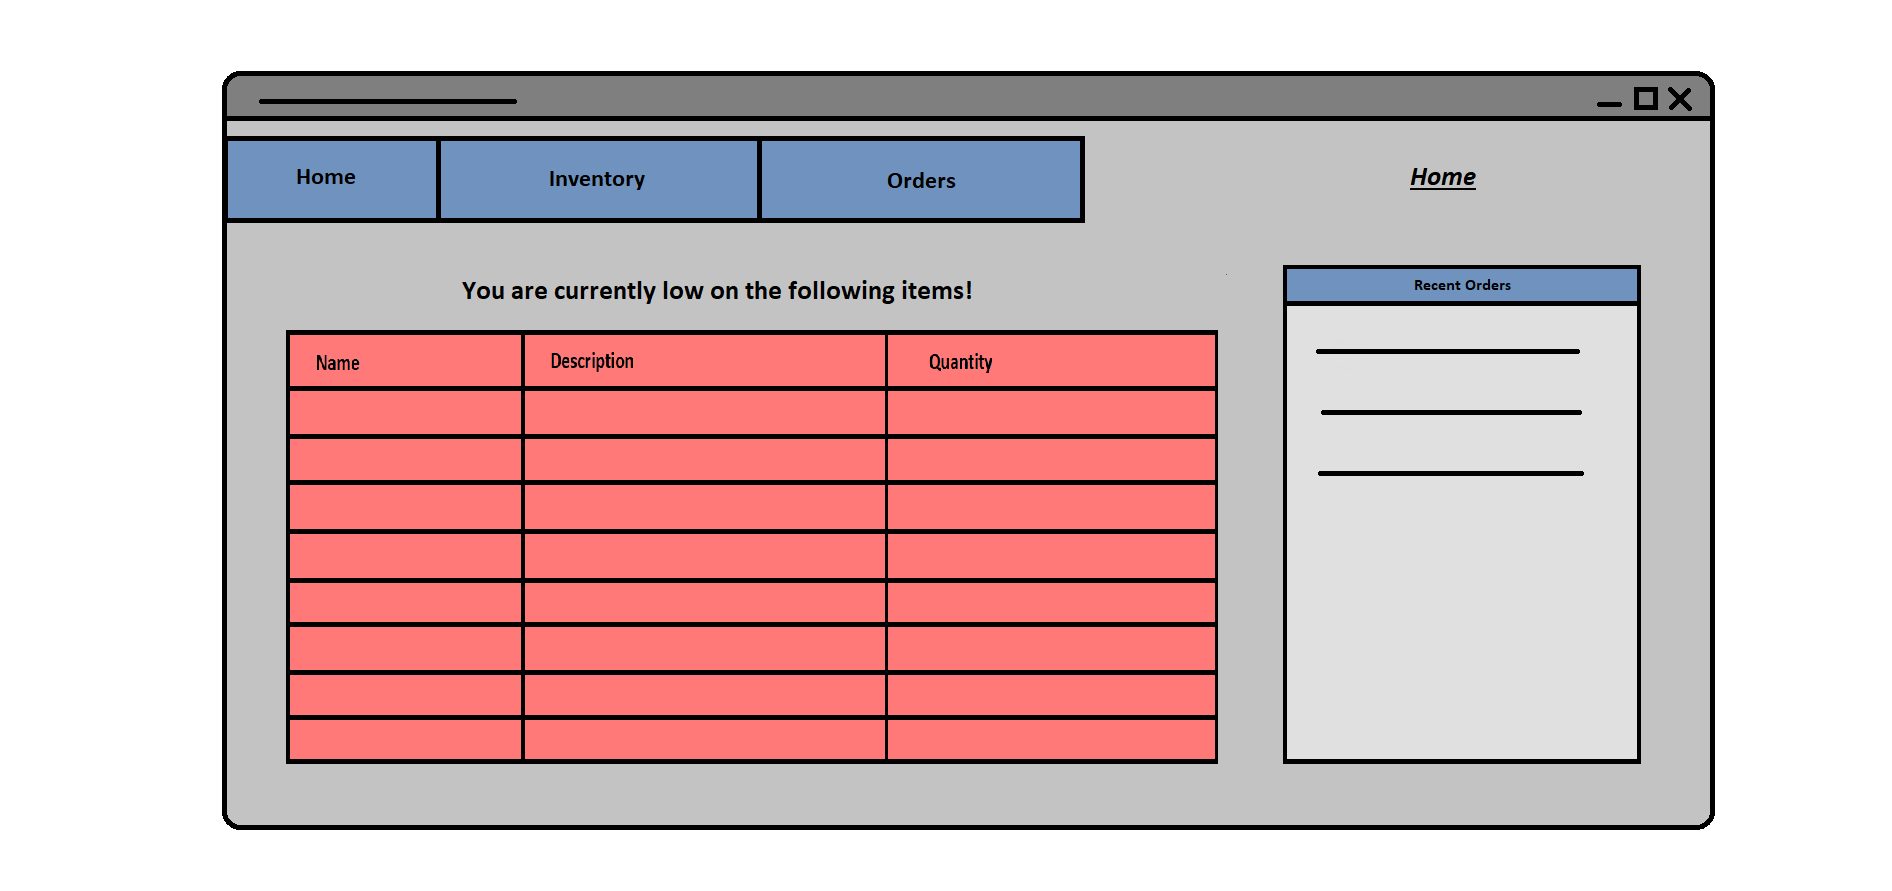 Home
Inventory
Orders
Home
You are currently low on the following items!
Name
Description
Quantity
Recent Orders